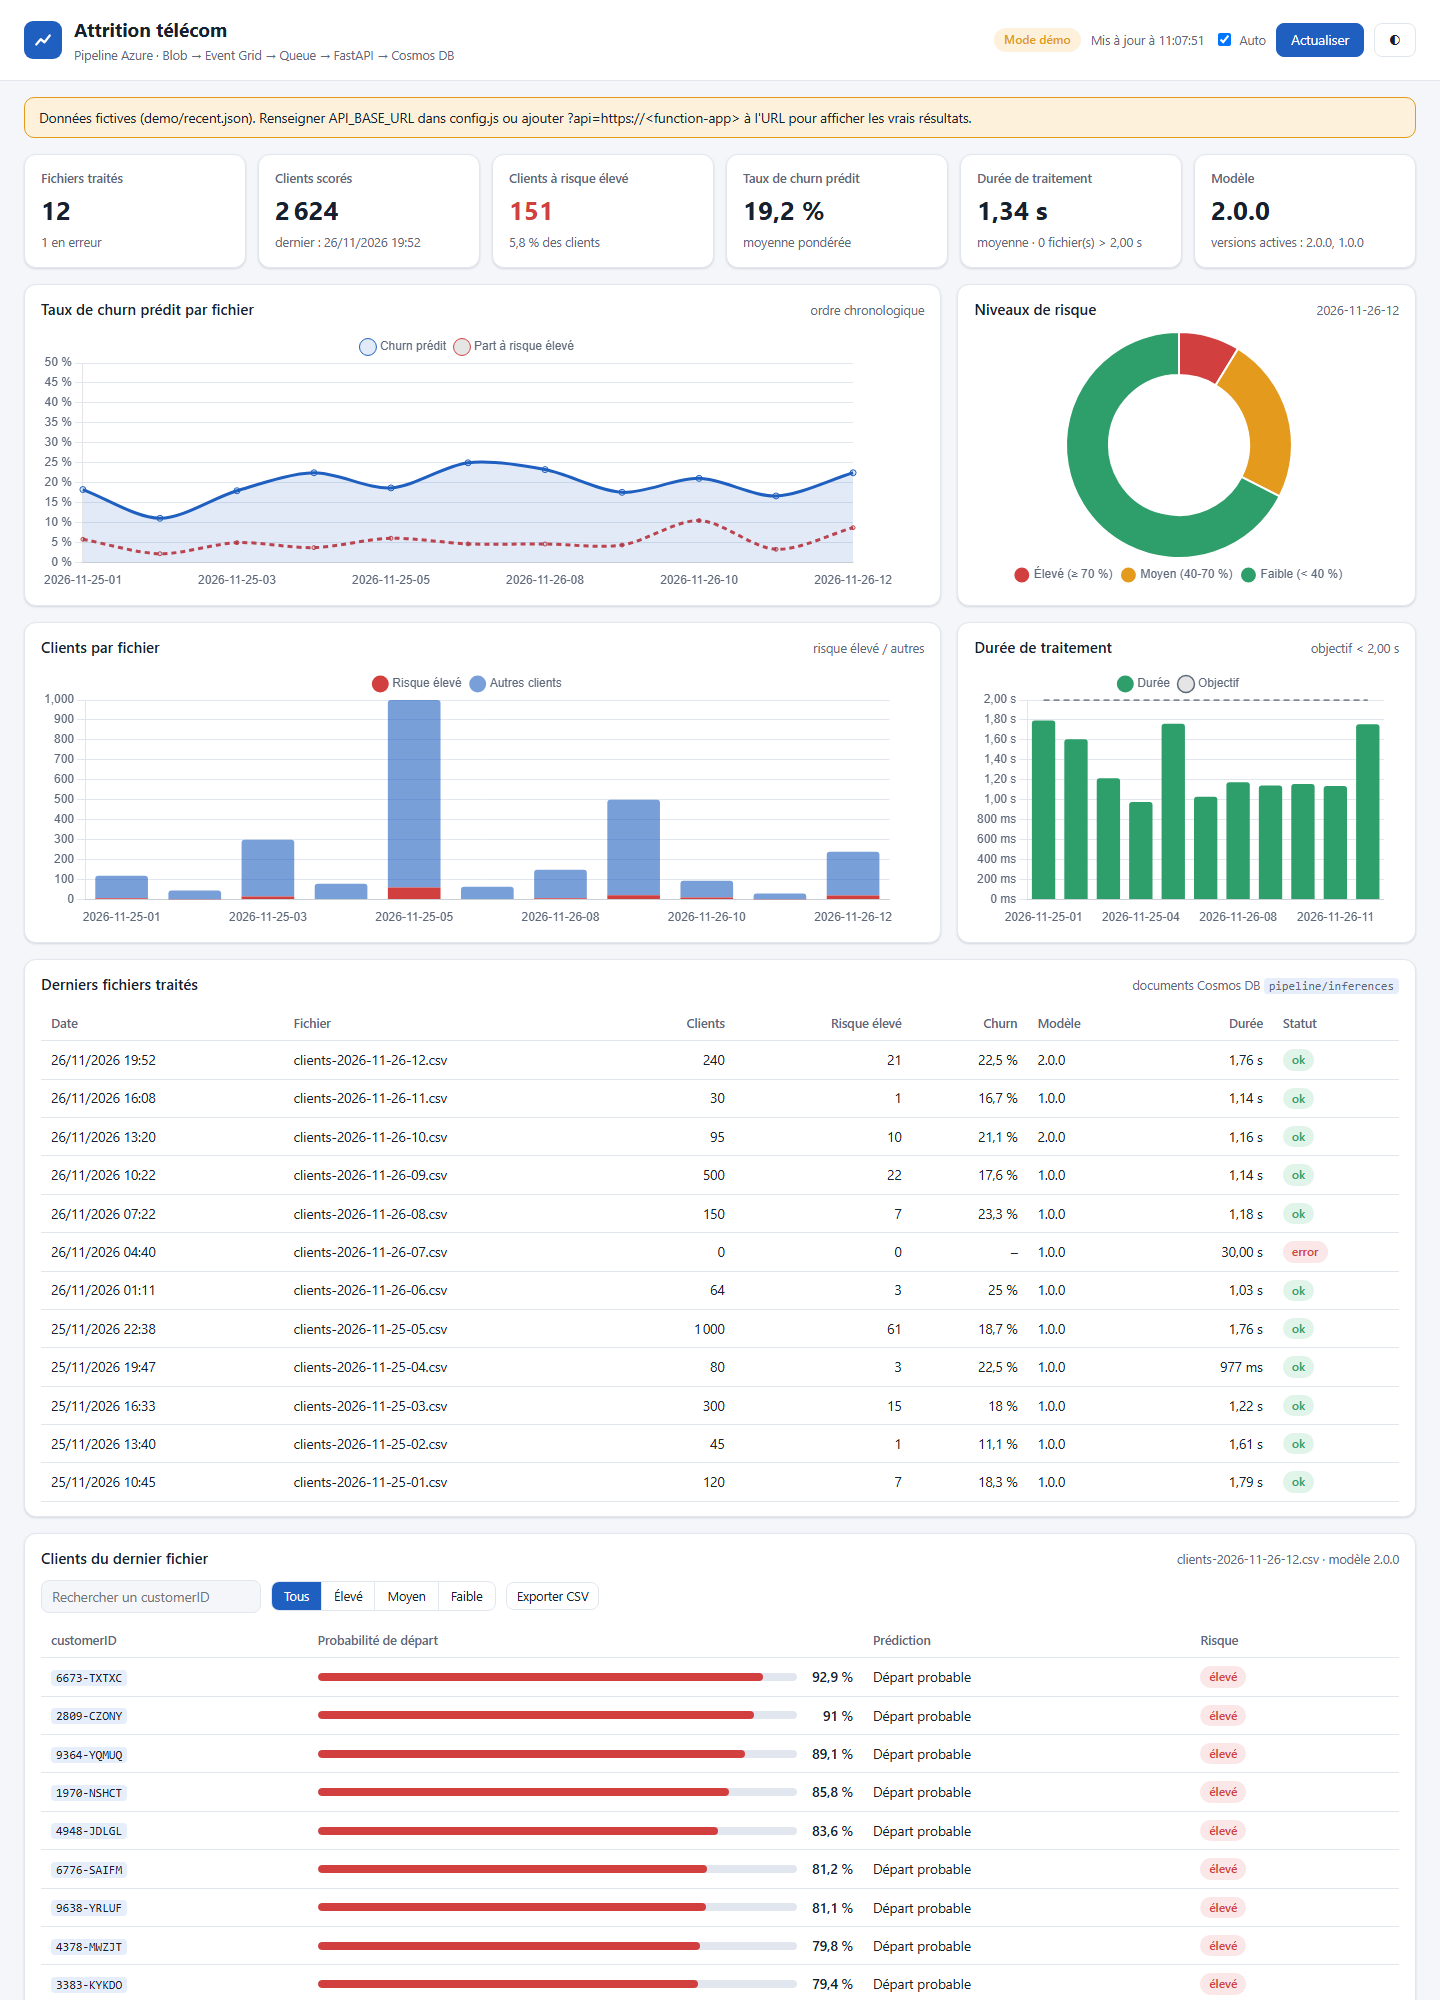 Attrition télécom
Pipeline Azure · Blob → Event Grid → Queue → FastAPI → Cosmos DB
Mode démo
Mis à jour à 11:07:51
Auto
Actualiser
Données fictives (demo/recent.json). Renseigner API_BASE_URL dans config.js ou ajouter ?api=https://<function-app> à l'URL pour afficher les vrais résultats.
Fichiers traités
12
1 en erreur
Clients scorés
2 624
dernier : 26/11/2026 19:52
Clients à risque élevé
151
5,8 % des clients
Taux de churn prédit
19,2 %
moyenne pondérée
Durée de traitement
1,34 s
moyenne · 0 fichier(s) > 2,00 s
Modèle
2.0.0
versions actives : 2.0.0, 1.0.0
Taux de churn prédit par fichier
ordre chronologique
Churn prédit
Part à risque élevé
50 %
45 %
40 %
35 %
30 %
25 %
20 %
15 %
10 %
5 %
0 %
2026-11-25-01 2026-11-25-03 2026-11-25-05 2026-11-26-08 2026-11-26-10 2026-11-26-12
Niveaux de risque
2026-11-26-12
Élevé (≥ 70 %) Moyen (40-70 %) Faible (< 40 %)
Clients par fichier
risque élevé / autres
Risque élevé
Autres clients
1,000
900
800
700
600
500
400
300
200
100
0
2026-11-25-01 2026-11-25-03 2026-11-25-05 2026-11-26-08 2026-11-26-10 2026-11-26-12
Durée de traitement
objectif < 2,00 s
Durée
Objectif
2,00 s
1,80 s
1,60 s
1,40 s
1,20 s
1,00 s
800 ms
600 ms
400 ms
200 ms
0 ms
2026-11-25-01 2026-11-25-04 2026-11-26-08 2026-11-26-11
Derniers fichiers traités
documents Cosmos DB pipeline/inferences
Date Fichier Clients Risque élevé Churn Modèle Durée Statut
26/11/2026 19:52 clients-2026-11-26-12.csv 240 21 22,5 % 2.0.0 1,76 s ok
26/11/2026 16:08 clients-2026-11-26-11.csv 30 1 16,7 % 1.0.0 1,14 s ok
26/11/2026 13:20 clients-2026-11-26-10.csv 95 10 21,1 % 2.0.0 1,16 s ok
26/11/2026 10:22 clients-2026-11-26-09.csv 500 22 17,6 % 1.0.0 1,14 s ok
26/11/2026 07:22 clients-2026-11-26-08.csv 150 7 23,3 % 1.0.0 1,18 s ok
26/11/2026 04:40 clients-2026-11-26-07.csv 0 0 – 1.0.0 30,00 s error
26/11/2026 01:11 clients-2026-11-26-06.csv 64 3 25 % 1.0.0 1,03 s ok
25/11/2026 22:38 clients-2026-11-25-05.csv 1 000 61 18,7 % 1.0.0 1,76 s ok
25/11/2026 19:47 clients-2026-11-25-04.csv 80 3 22,5 % 1.0.0 977 ms ok
25/11/2026 16:33 clients-2026-11-25-03.csv 300 15 18 % 1.0.0 1,22 s ok
25/11/2026 13:40 clients-2026-11-25-02.csv 45 1 11,1 % 1.0.0 1,61 s ok
25/11/2026 10:45 clients-2026-11-25-01.csv 120 7 18,3 % 1.0.0 1,79 s ok
Clients du dernier fichier
clients-2026-11-26-12.csv · modèle 2.0.0
Rechercher un customerID
Tous Élevé Moyen Faible
Exporter CSV
customerID Probabilité de départ Prédiction Risque
6673-TXTXC 92,9 % Départ probable élevé
2809-CZONY 91 % Départ probable élevé
9364-YQMUQ 89,1 % Départ probable élevé
1970-NSHCT 85,8 % Départ probable élevé
4948-JDLGL 83,6 % Départ probable élevé
6776-SAIFM 81,2 % Départ probable élevé
9638-YRLUF 81,1 % Départ probable élevé
4378-MWZJT 79,8 % Départ probable élevé
3383-KYKDO 79,4 % Départ probable élevé